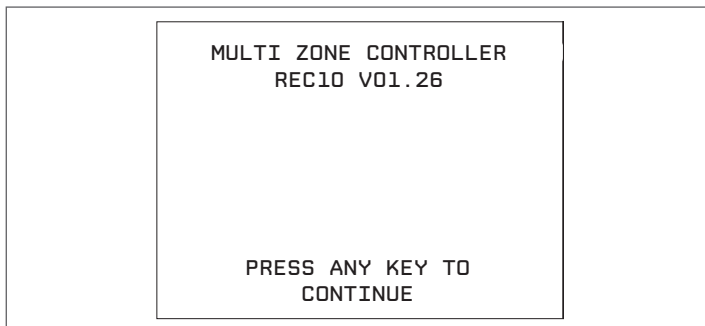 MULTI ZONE CONTROLLER
REC10 V01.26
PRESS ANY KEY TO
CONTINUE